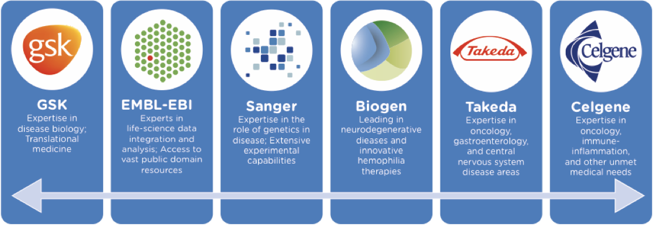 gsk
GSK
Expertise in
disease biology;
Translational
medicine
EMBL-EBI
Experts in
life-science data
integration and
analysis; Access to
vast public domain
resources
Sanger
Expertise in the
role of genetics in
disease; Extensive
experimental
capabilities
Biogen
Leading in
neurodegenerative
dieases and
innovative
hemophilia
therapies
Takeda
Takeda
Expertise in
oncology,
gastroenterology,
and central
nervous system
disease areas
Celgene
Celgene
Expertise in
oncology,
immune-
inflammation,
and other unmet
medical needs